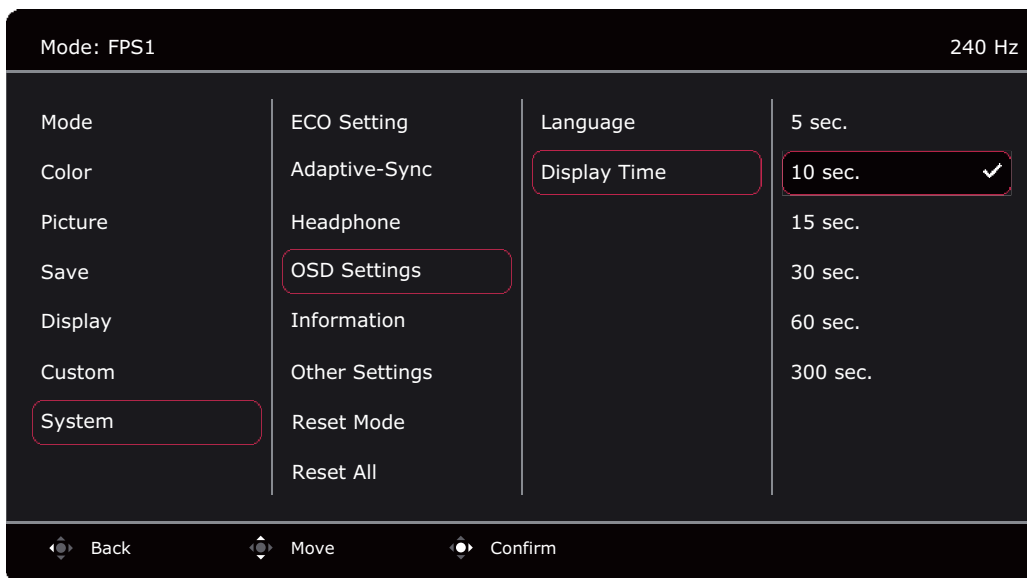 Mode: FPS1
240 Hz
Mode
Color
Picture
Save
Display
Custom
System
ECO Setting
Adaptive-Sync
Headphone
OSD Settings
Information
Other Settings
Reset Mode
Reset All
Language
Display Time
5 sec.
10 sec.
15 sec.
30 sec.
60 sec.
300 sec.
Back
Move
Confirm